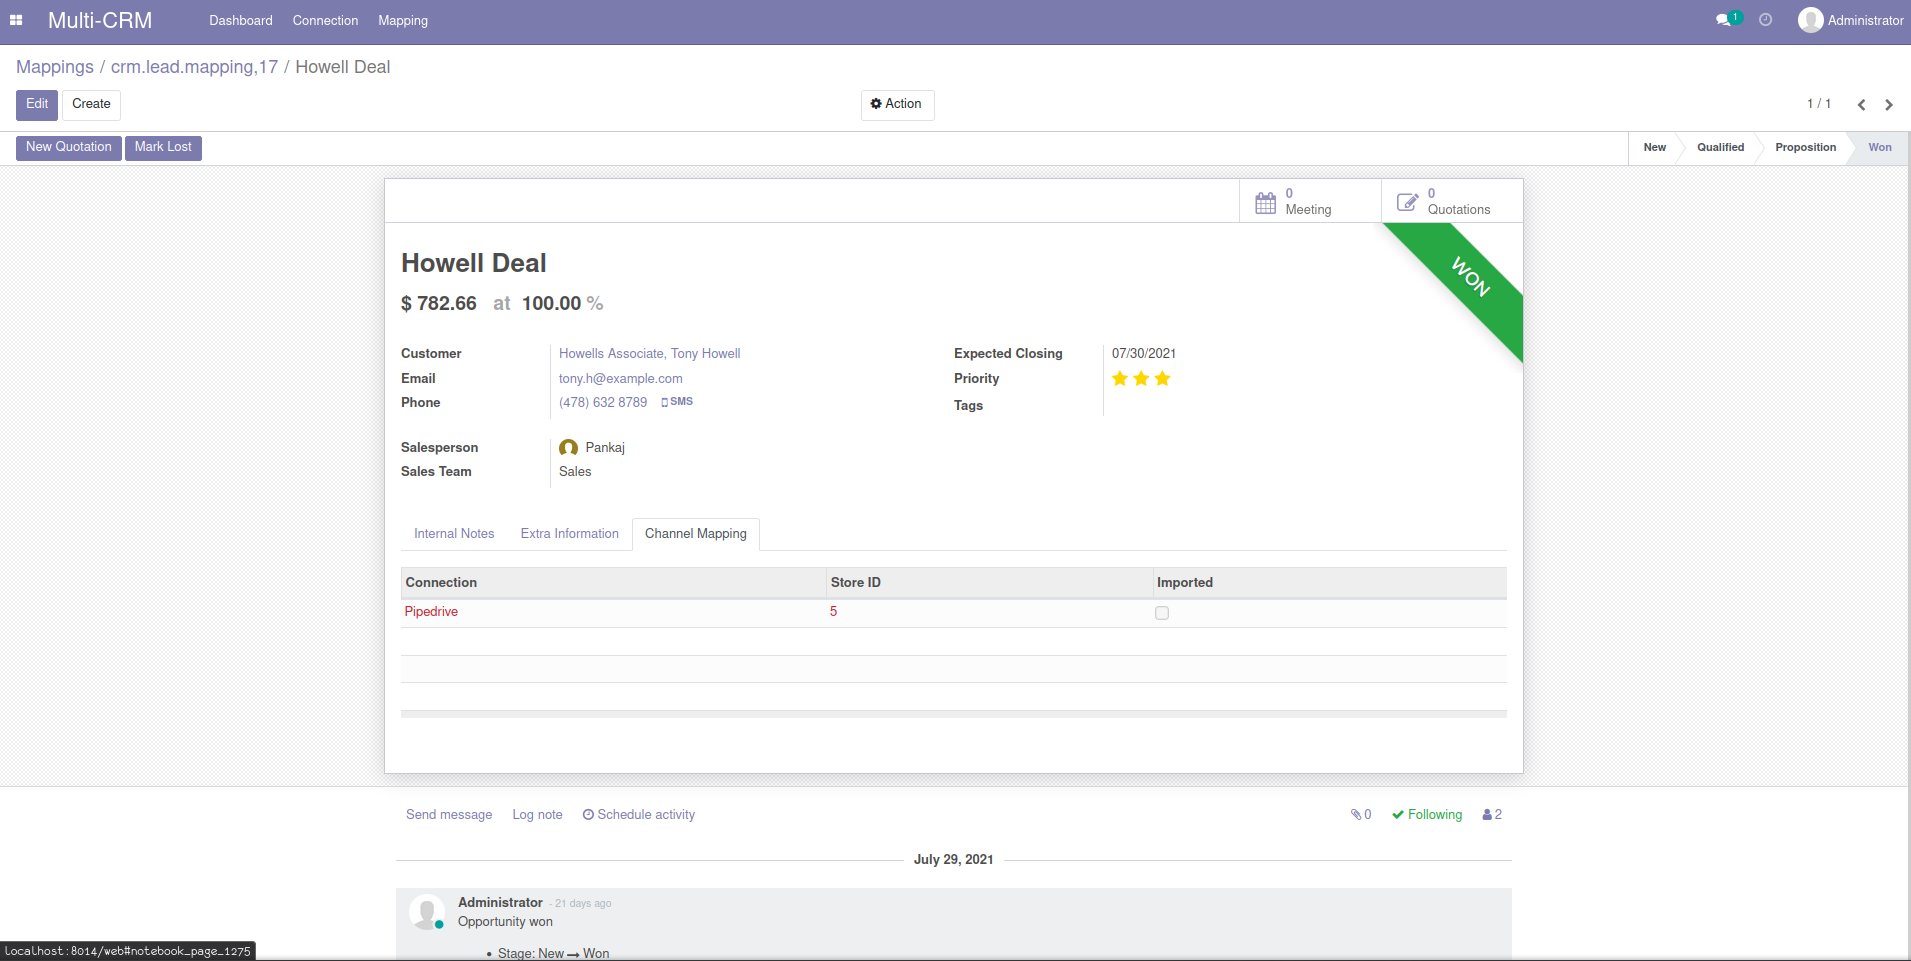 Multi-CRM Dashboard Connection Mapping 1 Administrator
Mappings / crm.lead.mapping,17 / Howell Deal
Edit Create Action 1 / 1
New Quotation Mark Lost New Qualified Proposition Won
0 Meeting 0 Quotations
WON
Howell Deal
$ 782.66 at 100.00 %
Customer Howells Associate, Tony Howell Expected Closing 07/30/2021
Email tony.h@example.com Priority
Phone (478) 632 8789 SMS Tags
Salesperson Pankaj
Sales Team Sales
Internal Notes Extra Information Channel Mapping
Connection Store ID Imported
Pipedrive 5
Send message Log note Schedule activity 0 Following 2
July 29, 2021
Administrator - 21 days ago
Opportunity won
• Stage: New → Won
localhost:8014/web#notebook_page_1275